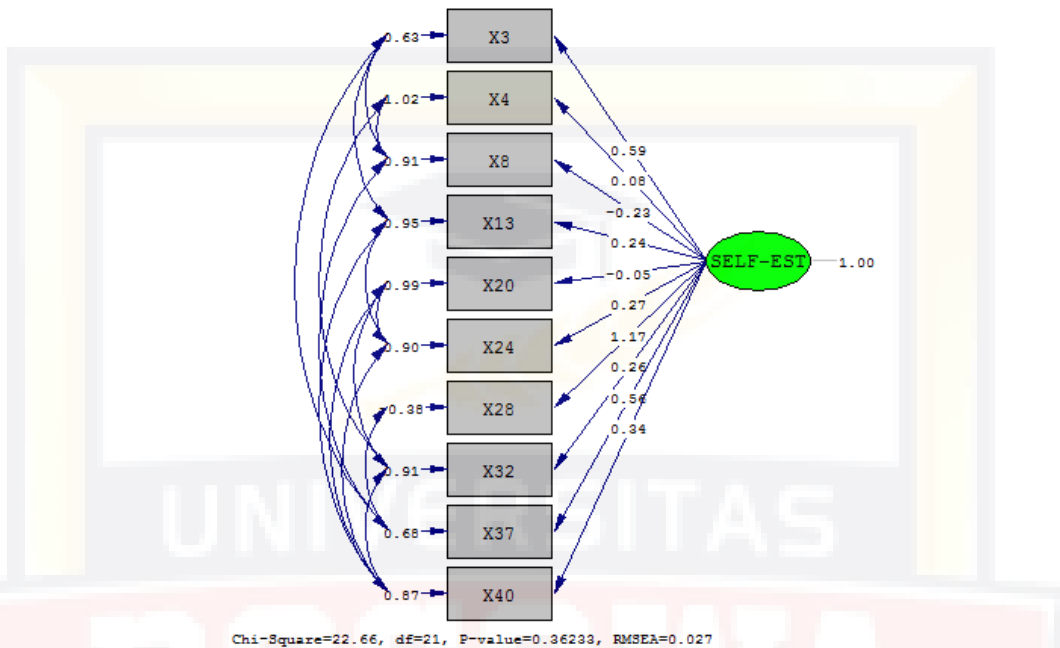 0.63 X3
1.02 X4
0.91 X8
0.95 X13
0.99 X20
0.90 X24
-0.38 X28
0.91 X32
0.68 X37
0.87 X40
0.59
0.08
-0.23
0.24
-0.05
0.27
1.17
0.26
0.56
0.34
SELF-EST 1.00
UNIVERSITAS
Chi-Square=22.66, df=21, P-value=0.36233, RMSEA=0.027